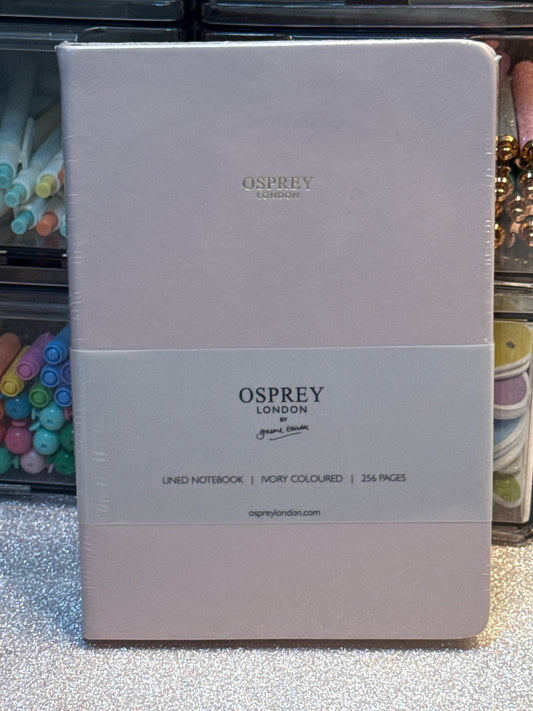 OSPREY
LONDON
OSPREY
LONDON
BY
LINED NOTEBOOK | IVORY COLOURED | 256 PAGES
ospreylondon.com